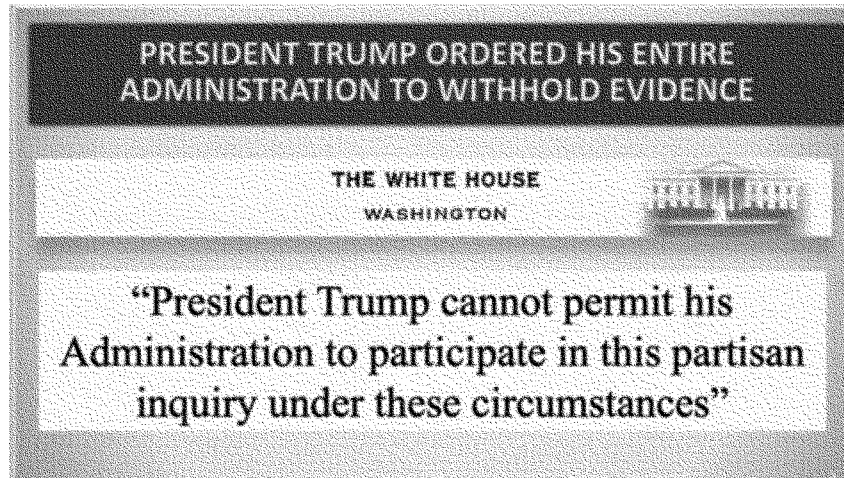 PRESIDENT TRUMP ORDERED HIS ENTIRE
ADMINISTRATION TO WITHHOLD EVIDENCE
THE WHITE HOUSE
WASHINGTON
“President Trump cannot permit his
Administration to participate in this partisan
inquiry under these circumstances”